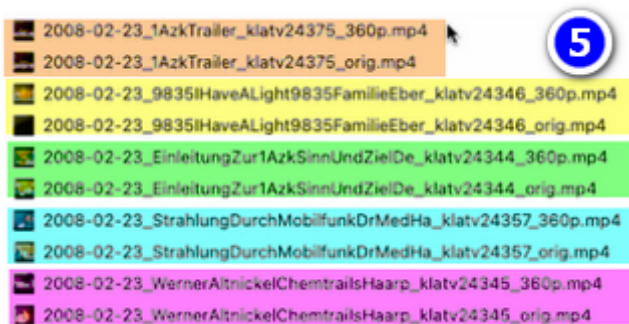 2008-02-23_1AzkTrailer_klatv24375_360p.mp4
5
2008-02-23_1AzkTrailer_klatv24375_orig.mp4
2008-02-23_9835IHaveALight9835FamilieEber_klatv24346_360p.mp4
2008-02-23_9835IHaveALight9835FamilieEber_klatv24346_orig.mp4
2008-02-23_EinleitungZur1AzkSinnUndZielDe_klatv24344_360p.mp4
2008-02-23_EinleitungZur1AzkSinnUndZielDe_klatv24344_orig.mp4
2008-02-23_StrahlungDurchMobilfunkDrMedHa_klatv24357_360p.mp4
2008-02-23_StrahlungDurchMobilfunkDrMedHa_klatv24357_orig.mp4
2008-02-23_WernerAltnickelChemtrailsHaarp_klatv24345_360p.mp4
2008-02-23_WernerAltnickelChemtrailsHaarp_klatv24345_orig.mp4